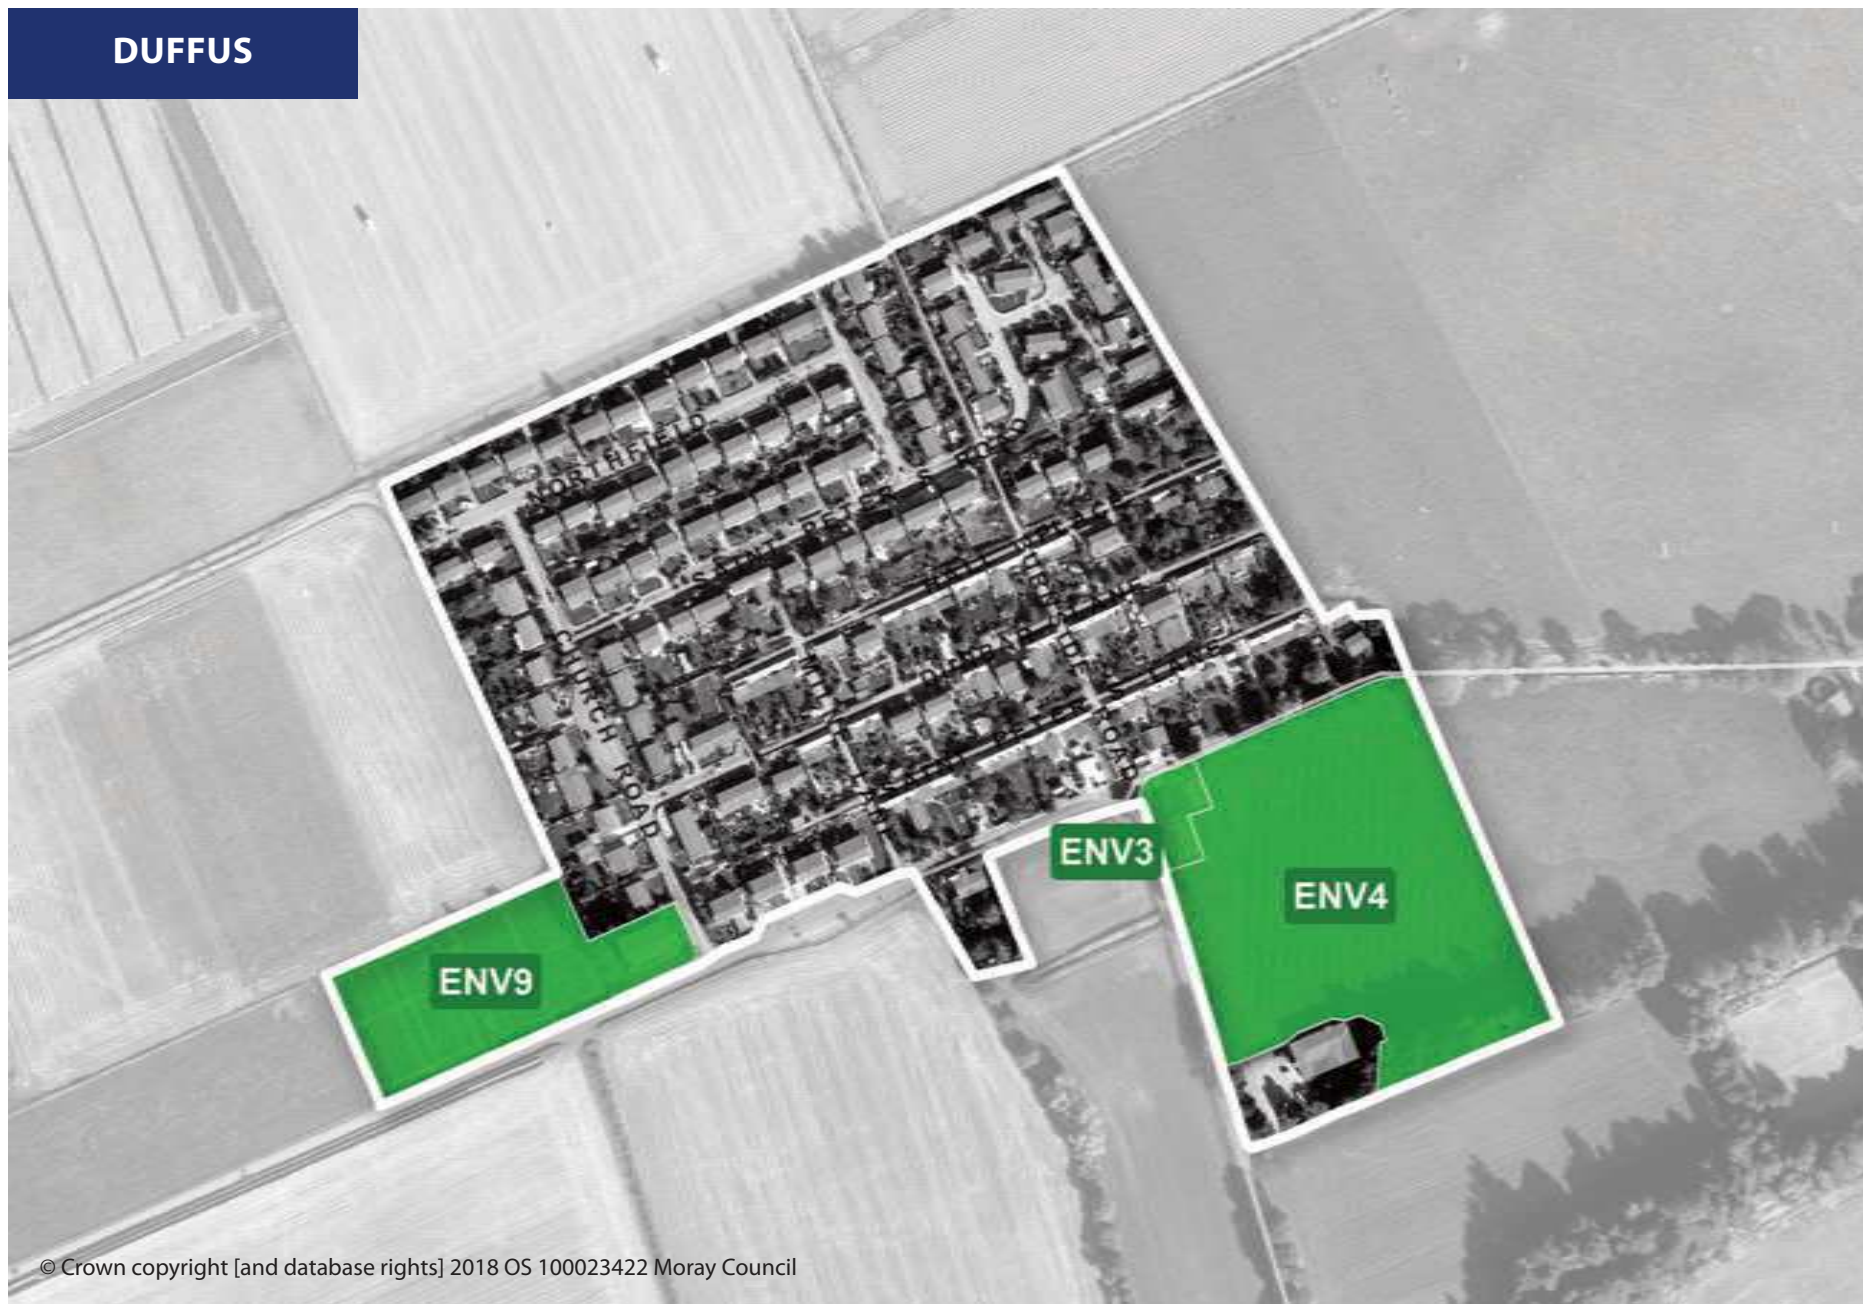 DUFFUS
NORTHFIELD
CHURCH ROAD
ENV3
ENV4
ENV9
© Crown copyright [and database rights] 2018 OS 100023422 Moray Council